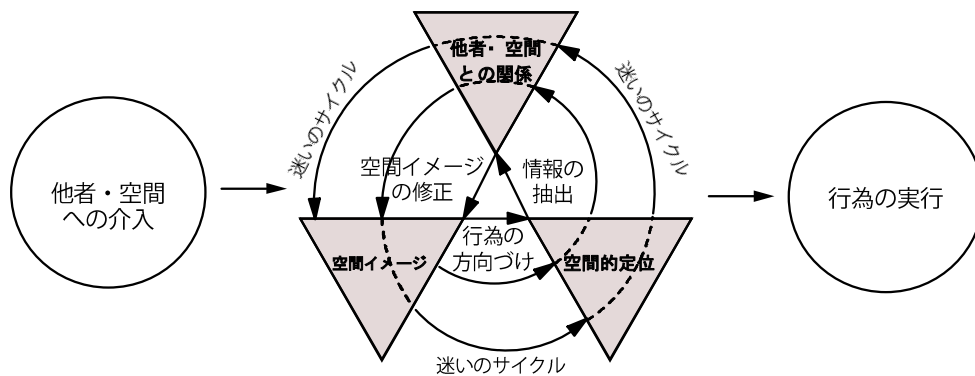 他者・空間
への介入
他者・空間
との関係
迷いのサイクル
迷いのサイクル
空間イメージ
の修正
情報の
抽出
行為の
方向づけ
空間イメージ
空間的定位
迷いのサイクル
行為の実行